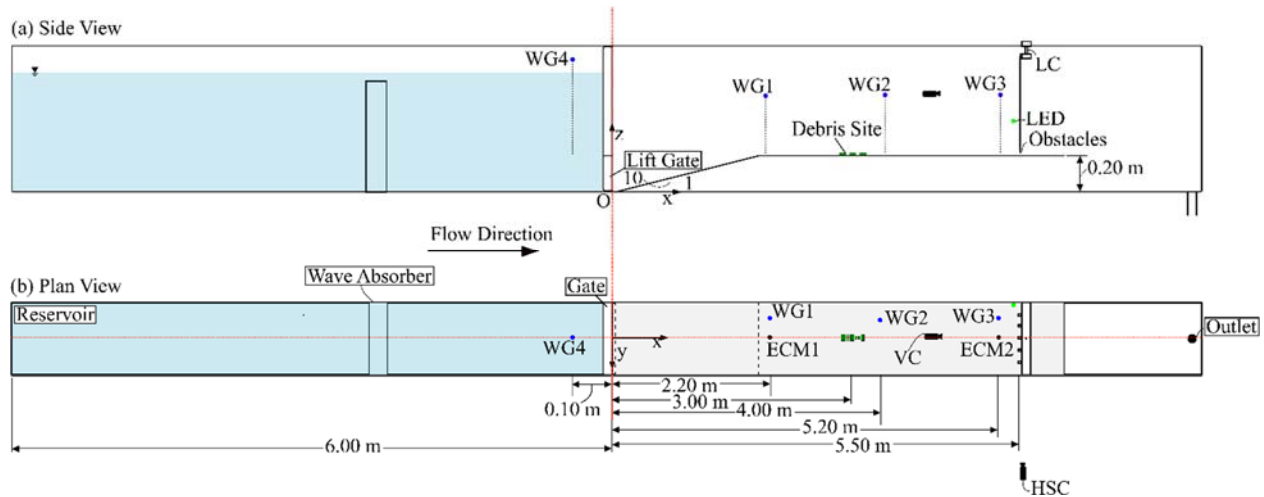 (a) Side View
WG4
WG1
WG2
WG3
LC
LED
Debris Site
Obstacles
z
Lift Gate
10
1
0.20 m
O
x
Flow Direction
(b) Plan View
Wave Absorber
Gate
Reservoir
WG1
WG2
WG3
Outlet
WG4
x
y
ECM1
VC
ECM2
2.20 m
0.10 m
3.00 m
4.00 m
5.20 m
6.00 m
5.50 m
HSC